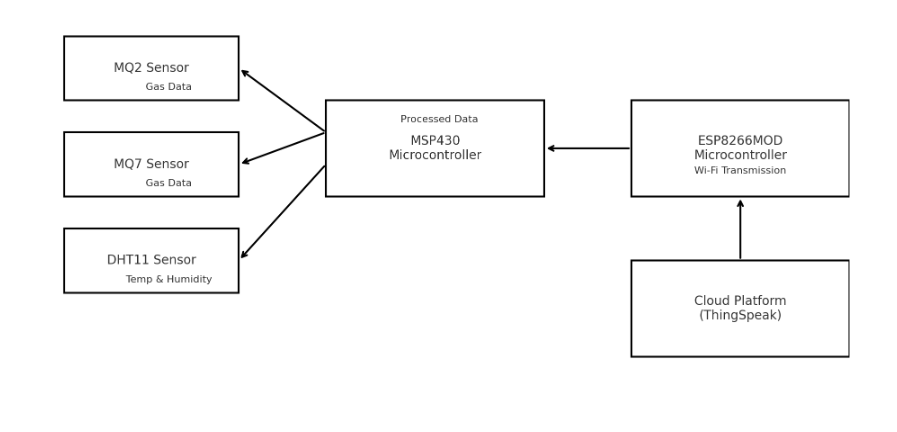 MQ2 Sensor
Gas Data
MQ7 Sensor
Gas Data
DHT11 Sensor
Temp & Humidity
Processed Data
MSP430
Microcontroller
ESP8266MOD
Microcontroller
Wi-Fi Transmission
Cloud Platform
(ThingSpeak)